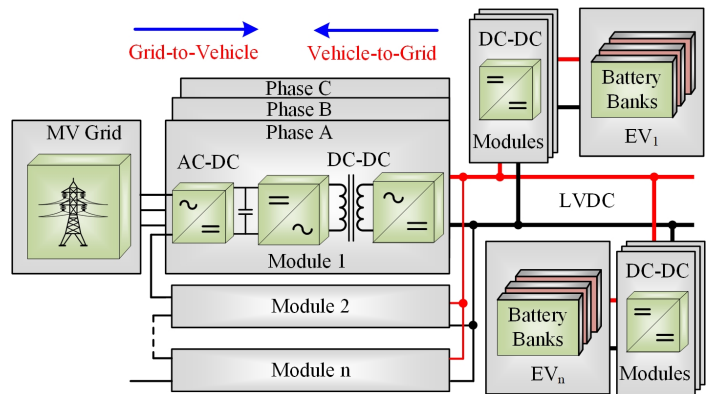 Grid-to-Vehicle
Vehicle-to-Grid
DC-DC
Modules
Battery
Banks
EV1
Phase C
Phase B
Phase A
MV Grid
AC-DC
DC-DC
Module 1
LVDC
Module 2
Module n
Battery
Banks
EVn
DC-DC
Modules